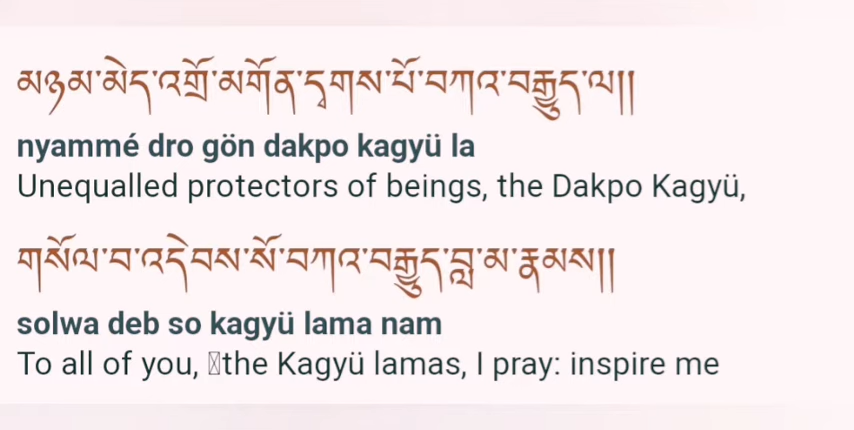 མཉམ་མེད་འགྲོ་མགོན་དྭགས་པོ་བཀའ་བརྒྱུད་ལ།།
nyammé dro gön dakpo kagyü la
Unequalled protectors of beings, the Dakpo Kagyü,
གསོལ་བ་འདེབས་སོ་བཀའ་བརྒྱུད་བླ་མ་རྣམས།།
solwa deb so kagyü lama nam
To all of you, the Kagyü lamas, I pray: inspire me